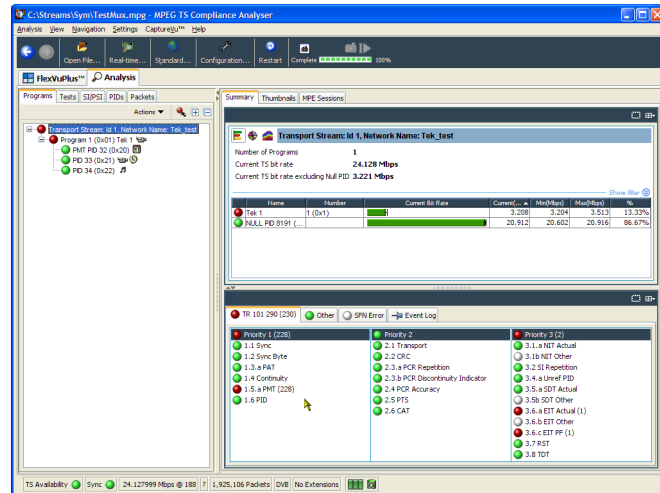 C:\Streams\Sym\TestMux.mpg - MPEG TS Compliance Analyser
Analysis View Navigation Settings CaptureVu™ Help
Open File... Real-time... Standard... Configuration... Restart Complete 100%
FlexVuPlus™ Analysis
Programs Tests SI/PSI PIDs Packets
Actions
Transport Stream: Id 1, Network Name: Tek_test
Program 1 (0x01) Tek 1
PMT PID 32 (0x20)
PID 33 (0x21)
PID 34 (0x22)
Summary Thumbnails MPE Sessions
Transport Stream: Id 1, Network Name: Tek_test
Number of Programs 1
Current TS bit rate 24.128 Mbps
Current TS bit rate excluding Null PID 3.221 Mbps
Show filter
Name Number Current Bit Rate Current(... Min(Mbps) Max(Mbps) %
Tek 1 1 (0x1) 3.208 3.204 3.513 13.33%
NULL PID 8191 (... 20.912 20.602 20.916 86.67%
TR 101 290 (230) Other SFN Error Event Log
Priority 1 (228)
1.1 Sync
1.2 Sync Byte
1.3.a PAT
1.4 Continuity
1.5.a PMT (228)
1.6 PID
Priority 2
2.1 Transport
2.2 CRC
2.3.a PCR Repetition
2.3.b PCR Discontinuity Indicator
2.4 PCR Accuracy
2.5 PTS
2.6 CAT
Priority 3 (2)
3.1.a NIT Actual
3.1b NIT Other
3.2 SI Repetition
3.4.a Unref PID
3.5.a SDT Actual
3.5b SDT Other
3.6.a EIT Actual (1)
3.6.b EIT Other
3.6.c EIT PF (1)
3.7 RST
3.8 TDT
TS Availability Sync 24.127999 Mbps @ 188 ? 1,925,106 Packets DVB No Extensions